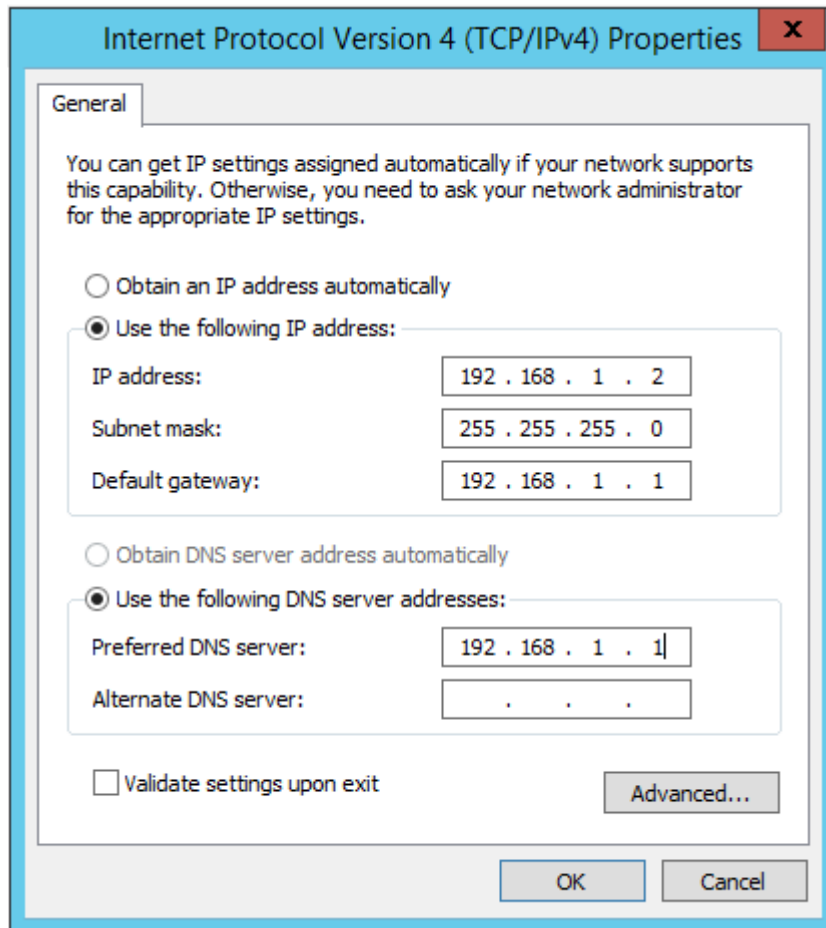 Internet Protocol Version 4 (TCP/IPv4) Properties
x
General
You can get IP settings assigned automatically if your network supports
this capability. Otherwise, you need to ask your network administrator
for the appropriate IP settings.
Obtain an IP address automatically
Use the following IP address:
IP address: 192 . 168 . 1 . 2
Subnet mask: 255 . 255 . 255 . 0
Default gateway: 192 . 168 . 1 . 1
Obtain DNS server address automatically
Use the following DNS server addresses:
Preferred DNS server: 192 . 168 . 1 . 1
Alternate DNS server: . . .
Validate settings upon exit
Advanced...
OK Cancel